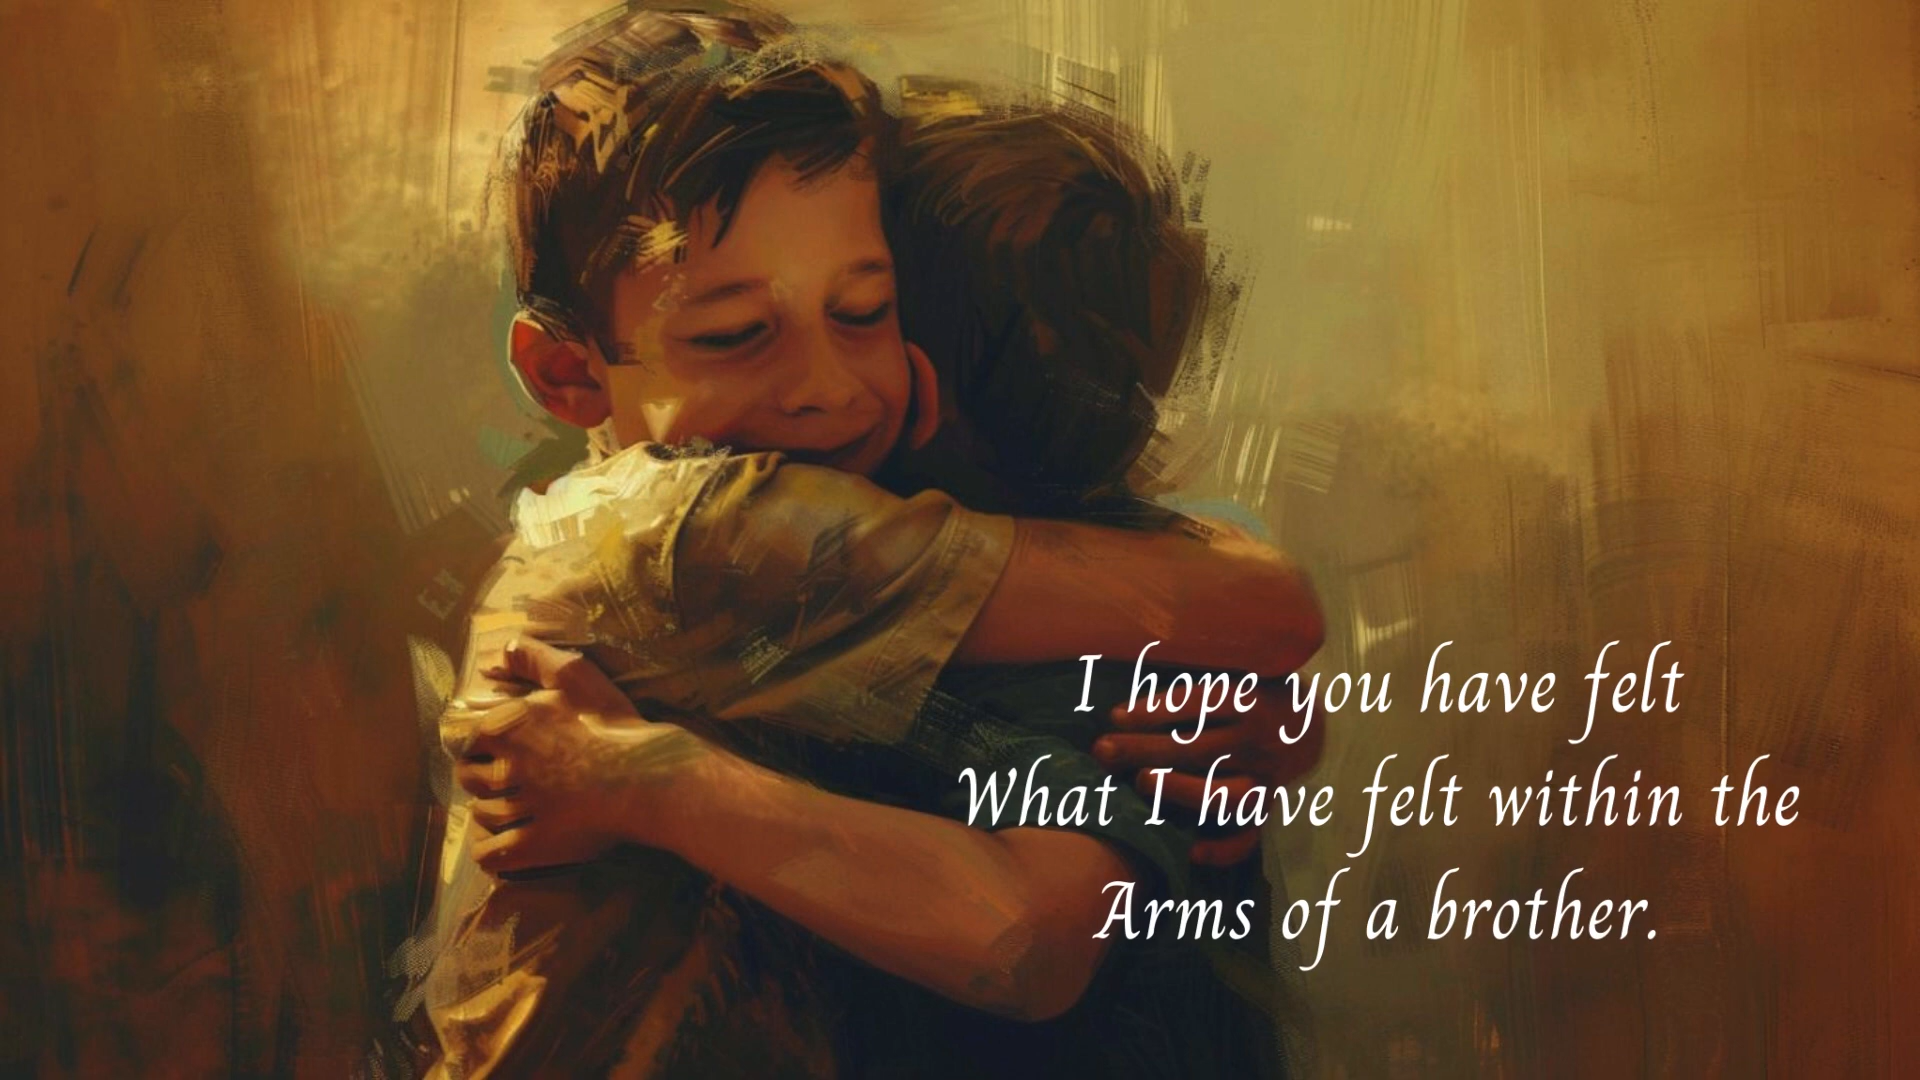 I hope you have felt
What I have felt within the
Arms of a brother.